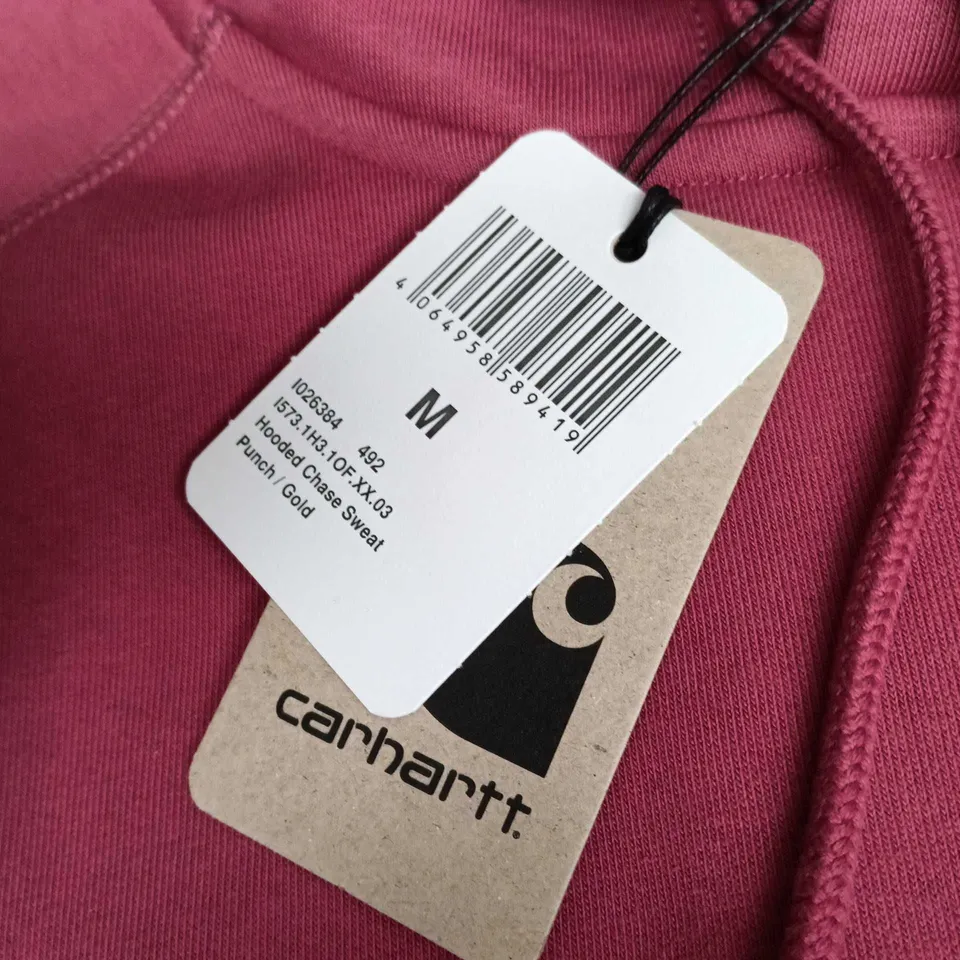 4 064958 589419
M
I026384 492
I573.1H3.1OF.XX.03
Hooded Chase Sweat
Punch / Gold
carhartt.